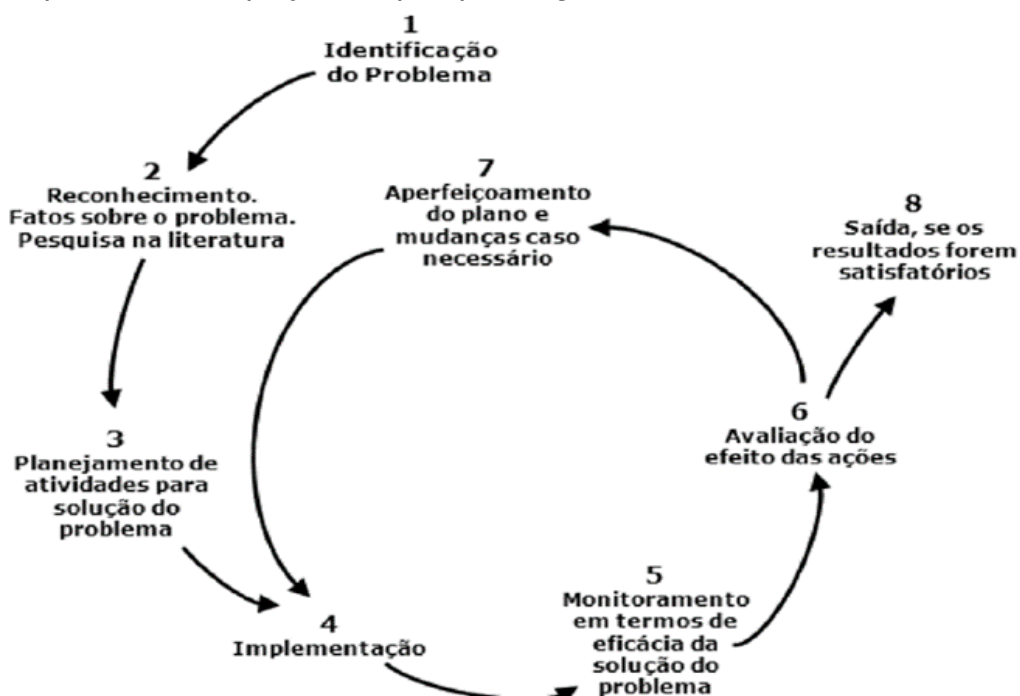 1
Identificação
do Problema
2
Reconhecimento.
Fatos sobre o problema.
Pesquisa na literatura
7
Aperfeiçoamento
do plano e
mudanças caso
necessário
8
Saída, se os
resultados forem
satisfatórios
3
Planejamento de
atividades para
solução do
problema
6
Avaliação do
efeito das ações
4
Implementação
5
Monitoramento
em termos de
eficácia da
solução do
problema